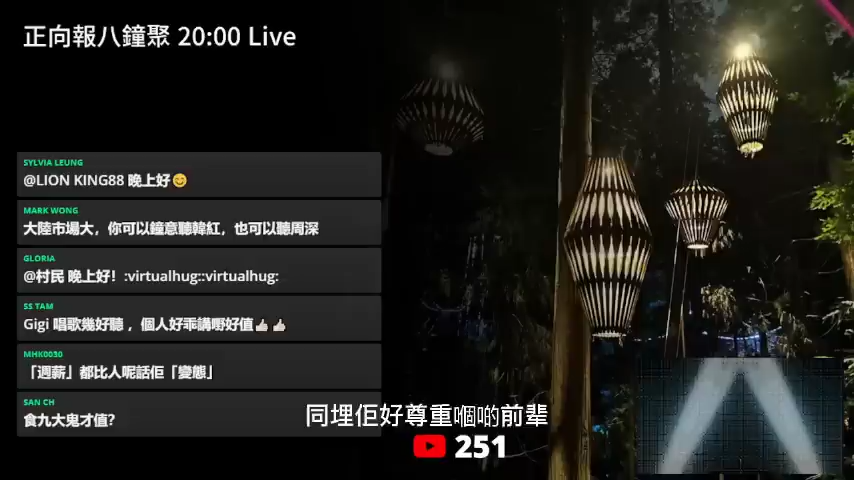 正向報八鐘聚 20:00 Live
SYLVIA LEUNG
@LION KING88 晚上好😊
MARK WONG
大陸市場大，你可以鐘意聽韓紅，也可以聽周深
GLORIA
@村民 晚上好！:virtualhug::virtualhug:
SS TAM
Gigi 唱歌幾好聽 ，個人好乖講嘢好值👍🏻👍🏻
MHK0030
「週薪」都比人呢話佢「變態」
SAN CH
食九大鬼才值?
同埋佢好尊重嗰啲前輩
251